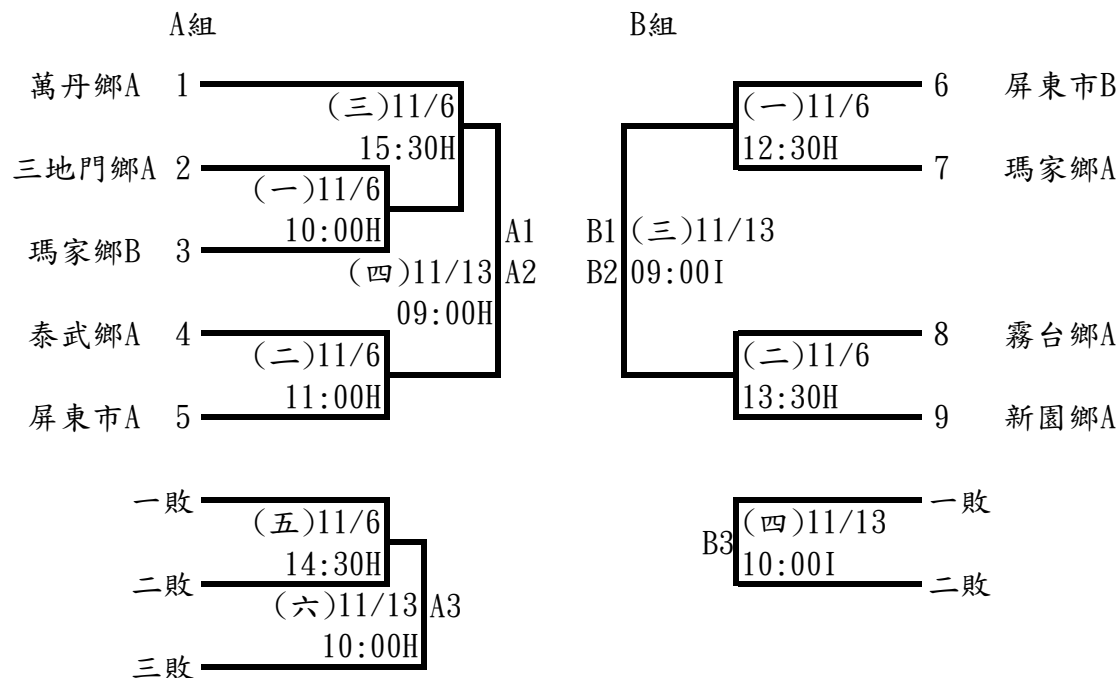 A組
B組
萬丹鄉A 1
(三)11/6
15:30H
三地門鄉A 2
(一)11/6
10:00H
瑪家鄉B 3
(四)11/13
09:00H
A1
A2
泰武鄉A 4
(二)11/6
11:00H
屏東市A 5
6 屏東市B
(一)11/6
12:30H
7 瑪家鄉A
B1
B2
(三)11/13
09:00I
8 霧台鄉A
(二)11/6
13:30H
9 新園鄉A
一敗
(五)11/6
14:30H
二敗
(六)11/13
10:00H
A3
三敗
一敗
B3
(四)11/13
10:00I
二敗